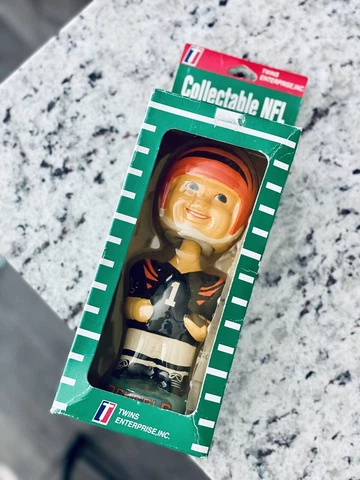 TWINS
ENTERPRISE,INC.
Collectable NFL
1
TWINS
ENTERPRISE,INC.